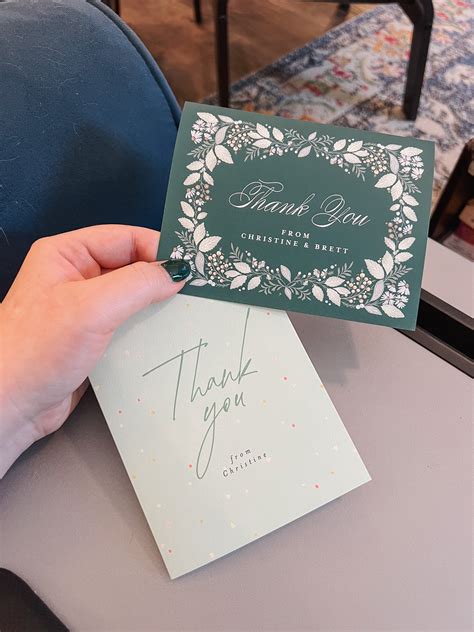 Thank You
FROM
CHRISTINE & BRETT
Thank
you
from
Christine